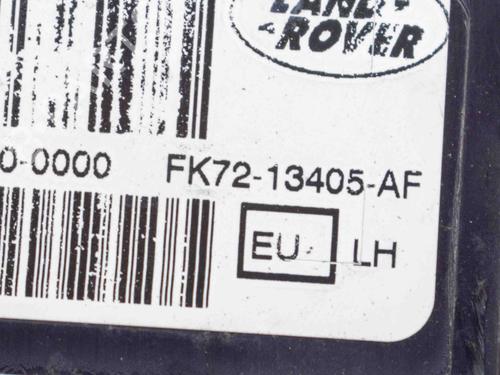 LAND-
ROVER
0-0000 FK72-13405-AF
EU LH